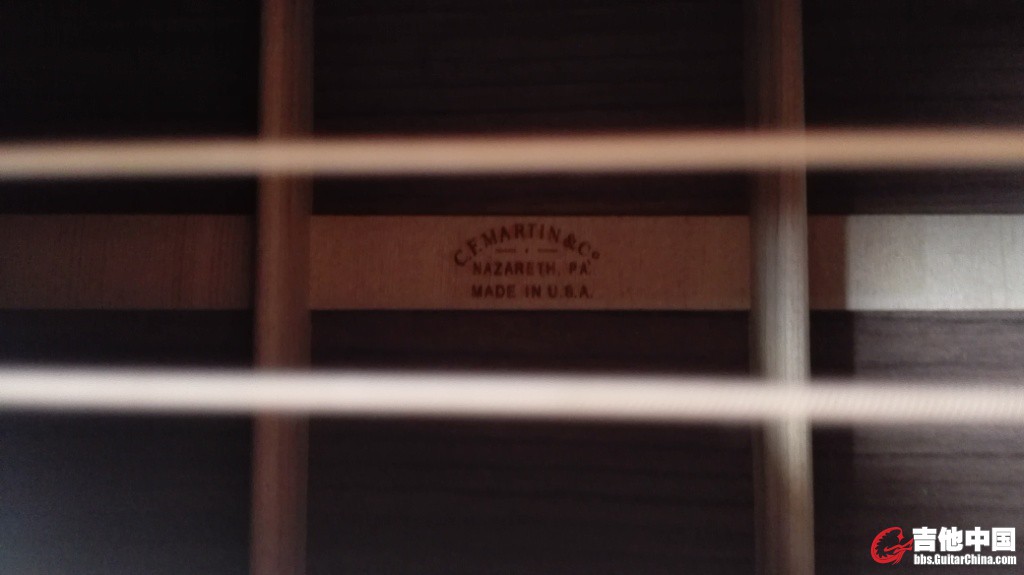 C.F. MARTIN & Co
NAZARETH, PA.
MADE IN U.S.A.
吉他中国
bbs.GuitarChina.com